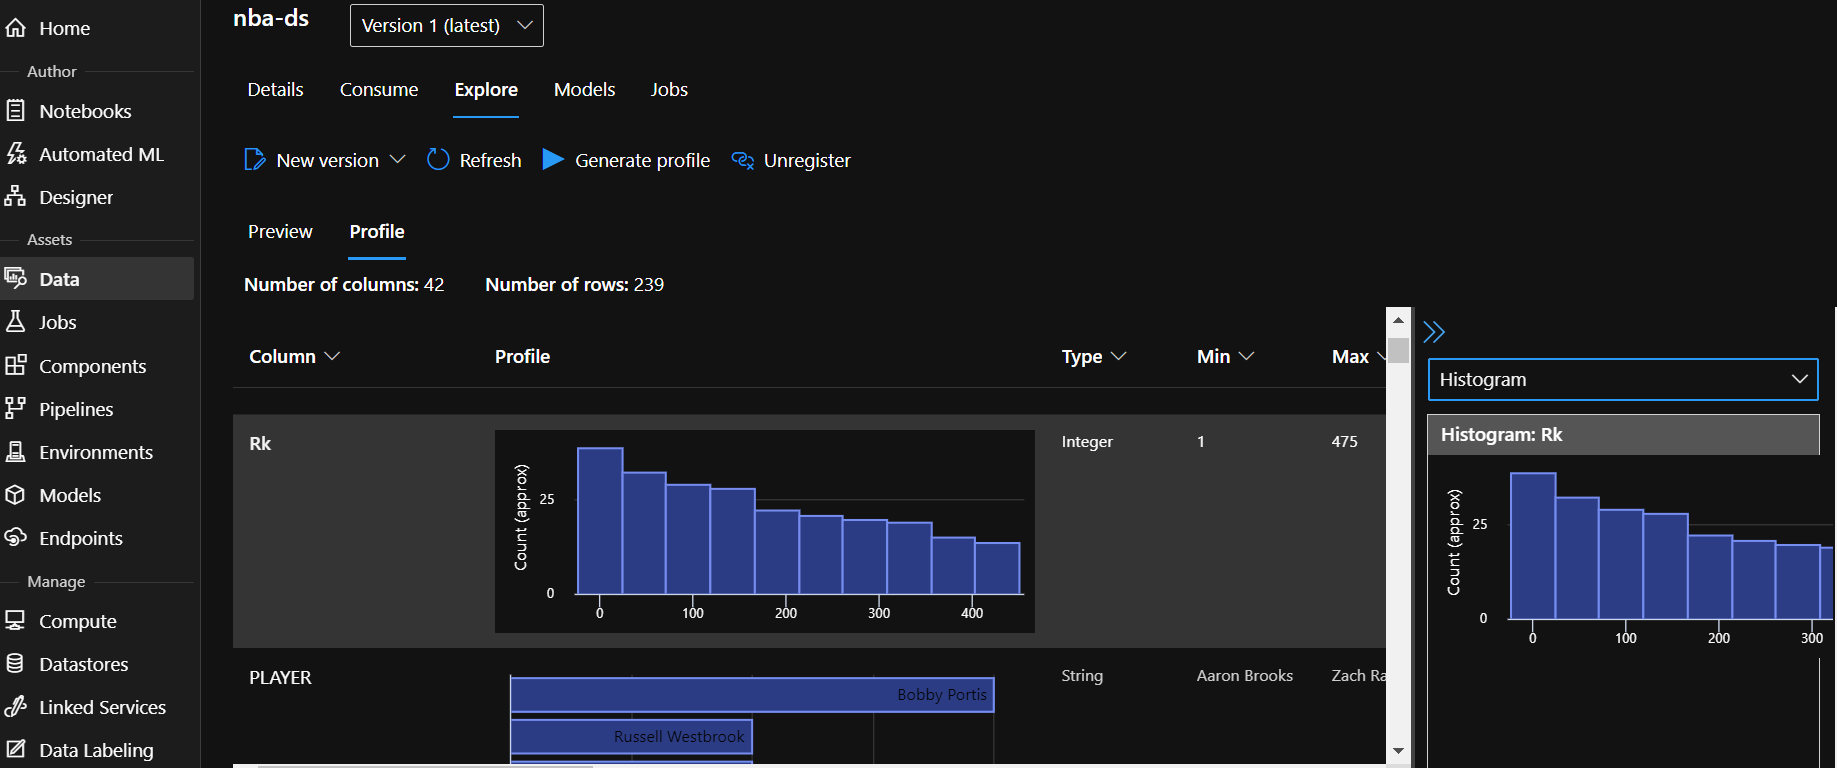 Home
Author
Notebooks
Automated ML
Designer
Assets
Data
Jobs
Components
Pipelines
Environments
Models
Endpoints
Manage
Compute
Datastores
Linked Services
Data Labeling
nba-ds
Version 1 (latest)
Details Consume Explore Models Jobs
New version Refresh Generate profile Unregister
Preview Profile
Number of columns: 42 Number of rows: 239
Column Profile Type Min Max
Rk Integer 1 475
Count (approx)
25
0
0 100 200 300 400
PLAYER String Aaron Brooks Zach Ra
Bobby Portis
Russell Westbrook
Histogram
Histogram: Rk
Count (approx)
25
0
0 100 200 300